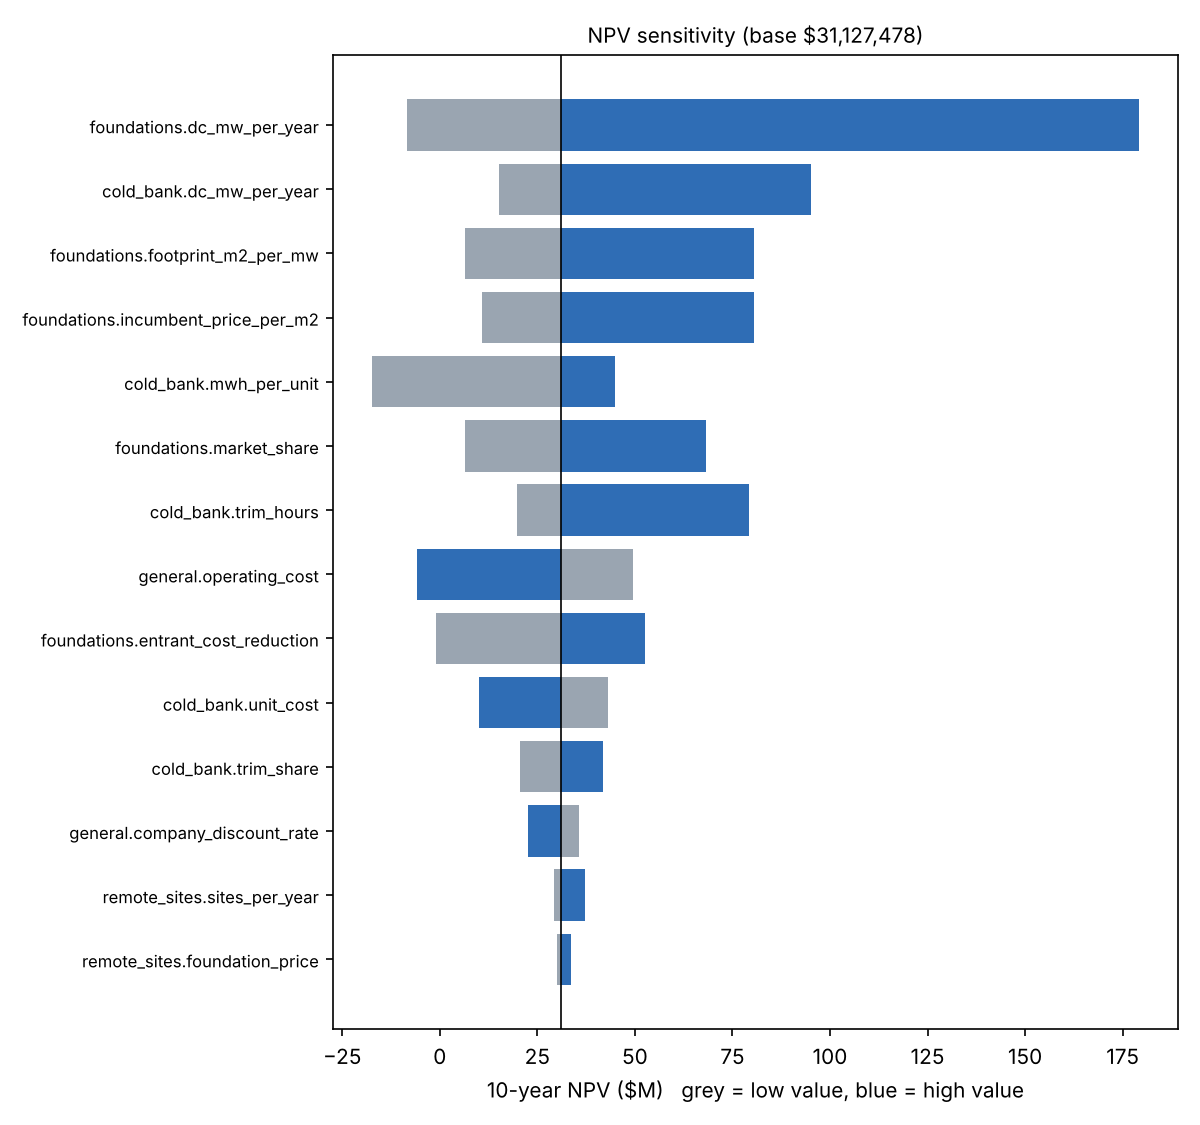 NPV sensitivity (base $31,127,478)
foundations.dc_mw_per_year
cold_bank.dc_mw_per_year
foundations.footprint_m2_per_mw
foundations.incumbent_price_per_m2
cold_bank.mwh_per_unit
foundations.market_share
cold_bank.trim_hours
general.operating_cost
foundations.entrant_cost_reduction
cold_bank.unit_cost
cold_bank.trim_share
general.company_discount_rate
remote_sites.sites_per_year
remote_sites.foundation_price
−25 0 25 50 75 100 125 150 175
10-year NPV ($M) grey = low value, blue = high value